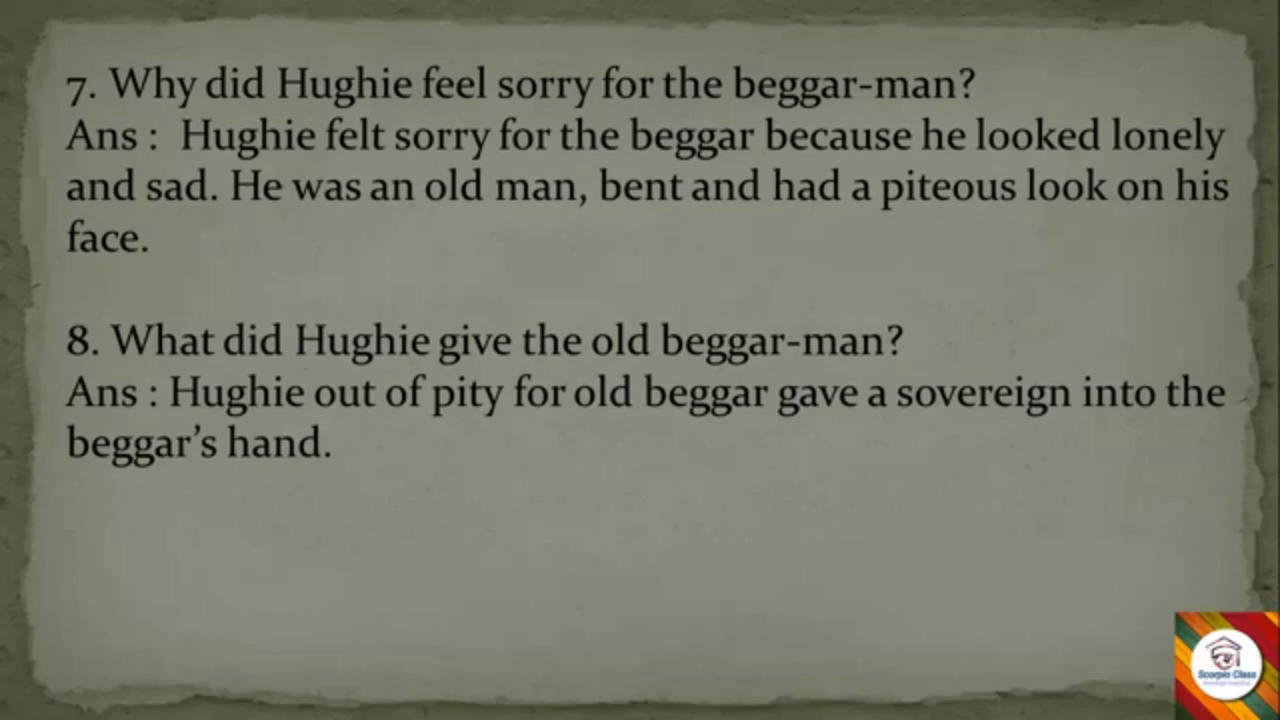 7. Why did Hughie feel sorry for the beggar-man?
Ans : Hughie felt sorry for the beggar because he looked lonely
and sad. He was an old man, bent and had a piteous look on his
face.
8. What did Hughie give the old beggar-man?
Ans : Hughie out of pity for old beggar gave a sovereign into the
beggar’s hand.
Scorpio Class